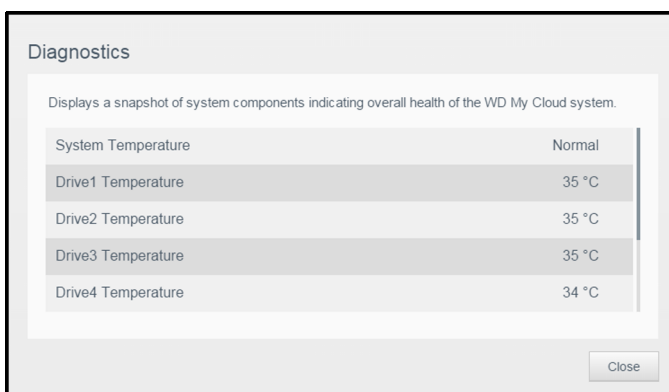 Diagnostics
Displays a snapshot of system components indicating overall health of the WD My Cloud system.
System Temperature Normal
Drive1 Temperature 35 °C
Drive2 Temperature 35 °C
Drive3 Temperature 35 °C
Drive4 Temperature 34 °C
Close